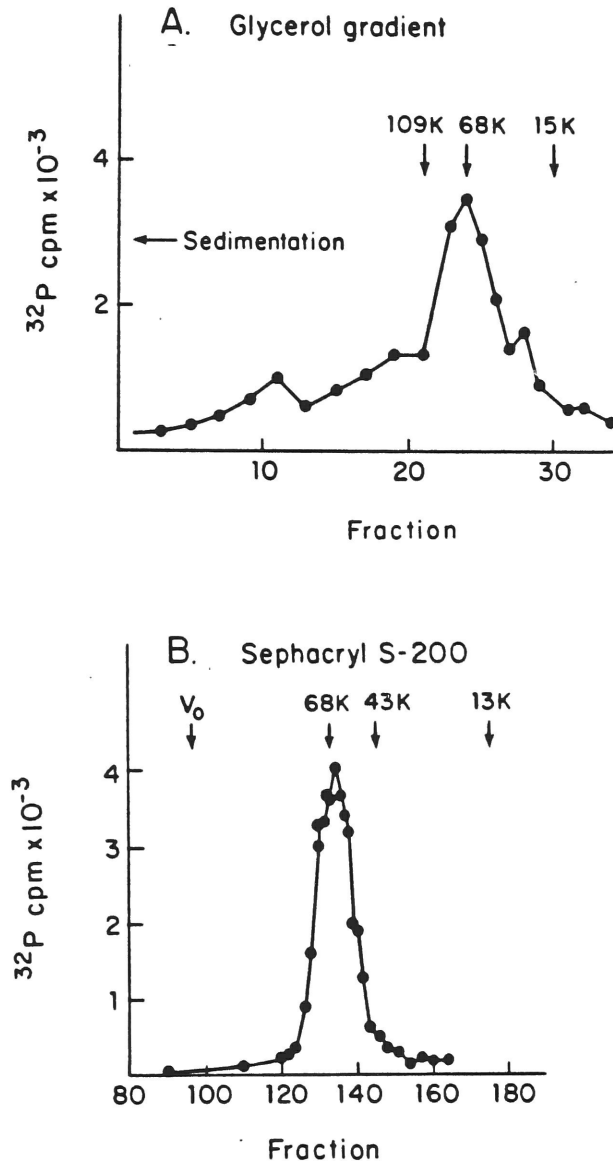 A. Glycerol gradient
109K 68K 15K
4
← Sedimentation
2
³²P cpm x 10⁻³
10 20 30
Fraction
B. Sephacryl S-200
V₀ 68K 43K 13K
4
3
2
1
³²P cpm x 10⁻³
80 100 120 140 160 180
Fraction